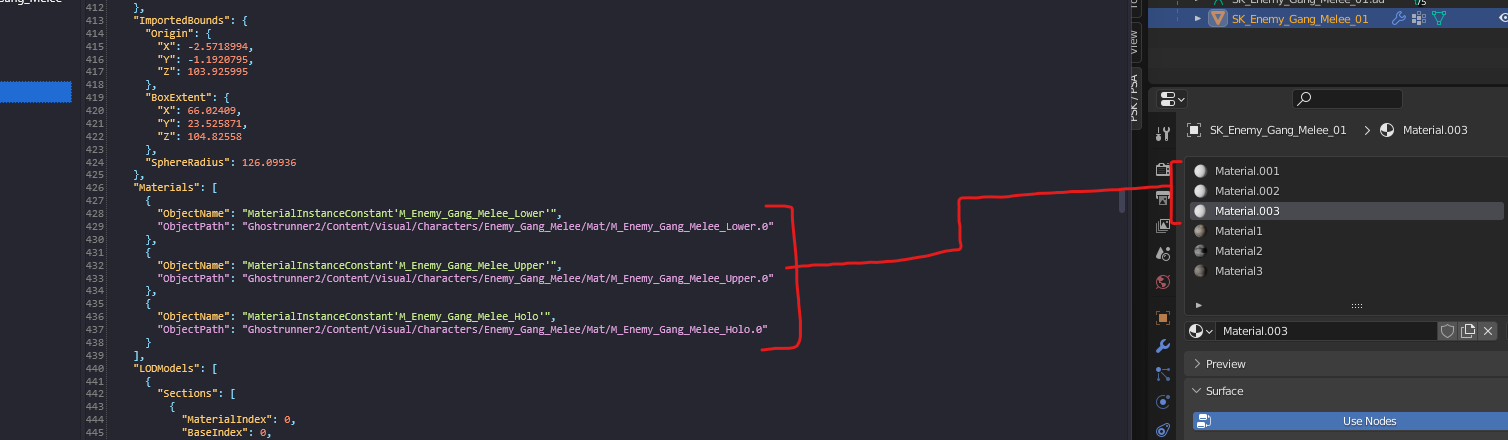 412 },
413 "ImportedBounds": {
414 "Origin": {
415 "X": -2.5718994,
416 "Y": -1.1920795,
417 "Z": 103.925995
418 },
419 "BoxExtent": {
420 "X": 66.02409,
421 "Y": 23.525871,
422 "Z": 104.82558
423 },
424 "SphereRadius": 126.09936
425 },
426 "Materials": [
427 {
428 "ObjectName": "MaterialInstanceConstant'M_Enemy_Gang_Melee_Lower'",
429 "ObjectPath": "Ghostrunner2/Content/Visual/Characters/Enemy_Gang_Melee/Mat/M_Enemy_Gang_Melee_Lower.0"
430 },
431 {
432 "ObjectName": "MaterialInstanceConstant'M_Enemy_Gang_Melee_Upper'",
433 "ObjectPath": "Ghostrunner2/Content/Visual/Characters/Enemy_Gang_Melee/Mat/M_Enemy_Gang_Melee_Upper.0"
434 },
435 {
436 "ObjectName": "MaterialInstanceConstant'M_Enemy_Gang_Melee_Holo'",
437 "ObjectPath": "Ghostrunner2/Content/Visual/Characters/Enemy_Gang_Melee/Mat/M_Enemy_Gang_Melee_Holo.0"
438 }
439 ],
440 "LODModels": [
441 {
442 "Sections": [
443 {
444 "MaterialIndex": 0,
445 "BaseIndex": 0,
View
PSK / PSA
SK_Enemy_Gang_Melee_01
SK_Enemy_Gang_Melee_01 > Material.003
Material.001
Material.002
Material.003
Material1
Material2
Material3
Material.003
Preview
Surface
Use Nodes